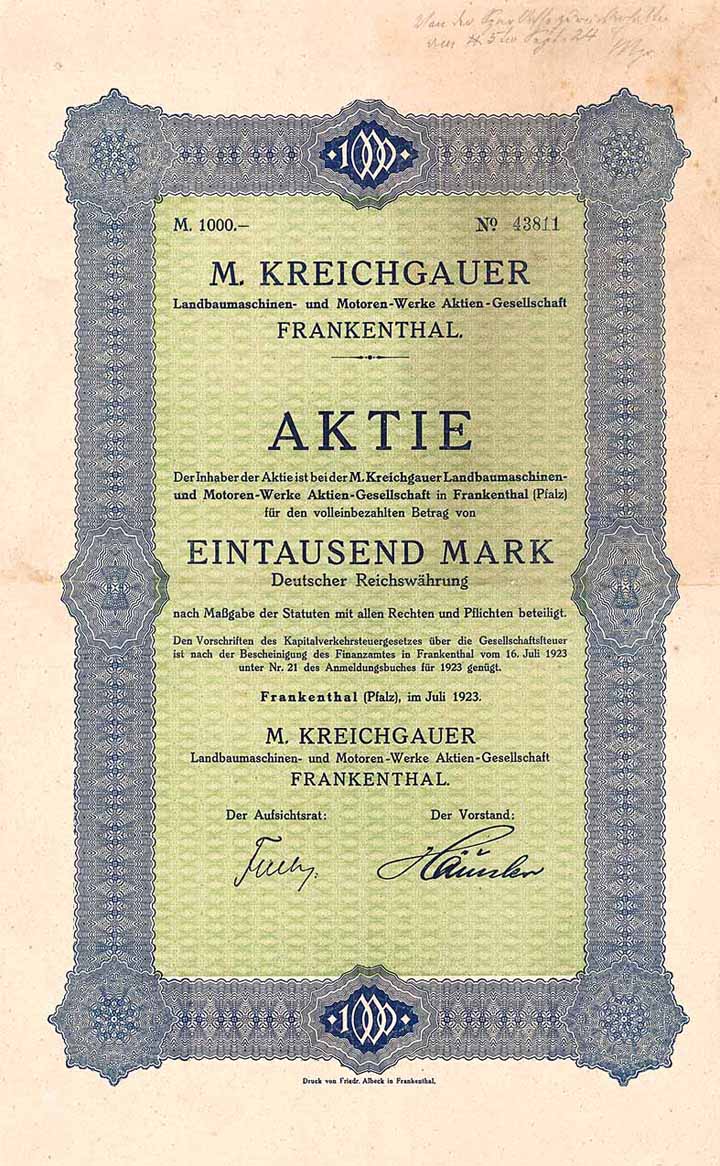 1000
M. 1000.–
No 43811
M. KREICHGAUER
Landbaumaschinen- und Motoren-Werke Aktien-Gesellschaft
FRANKENTHAL.
AKTIE
Der Inhaber der Aktie ist bei der M. Kreichgauer Landbaumaschinen-
und Motoren-Werke Aktien-Gesellschaft in Frankenthal (Pfalz)
für den volleinbezahlten Betrag von
EINTAUSEND MARK
Deutscher Reichswährung
nach Maßgabe der Statuten mit allen Rechten und Pflichten beteiligt.
Den Vorschriften des Kapitalverkehrsteuergesetzes über die Gesellschaftsteuer
ist nach der Bescheinigung des Finanzamtes in Frankenthal vom 16. Juli 1923
unter Nr. 21 des Anmeldungsbuches für 1923 genügt.
Frankenthal (Pfalz), im Juli 1923.
M. KREICHGAUER
Landbaumaschinen- und Motoren-Werke Aktien-Gesellschaft
FRANKENTHAL.
Der Aufsichtsrat:
Der Vorstand:
1000
Druck von Friedr. Albeck in Frankenthal.